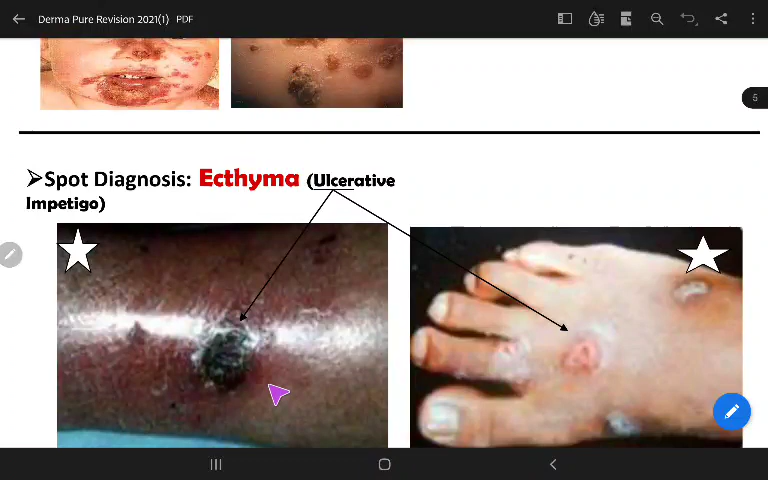 Derma Pure Revision 2021(1) PDF
5
➢Spot Diagnosis: Ecthyma (Ulcerative
Impetigo)